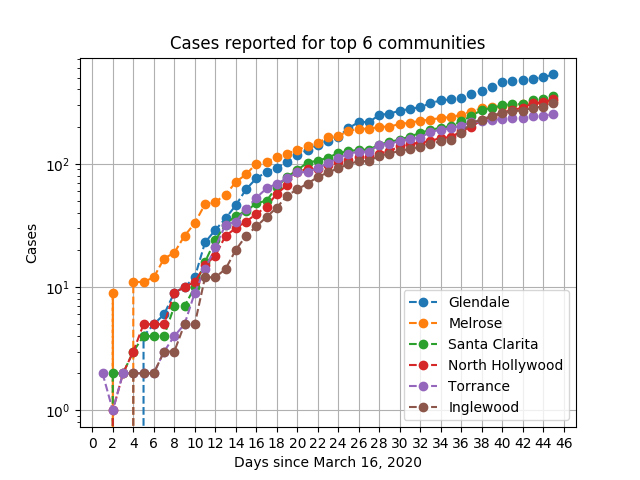 Cases reported for top 6 communities
Cases
10²
10¹
10⁰
Glendale
Melrose
Santa Clarita
North Hollywood
Torrance
Inglewood
0 2 4 6 8 10 12 14 16 18 20 22 24 26 28 30 32 34 36 38 40 42 44 46
Days since March 16, 2020